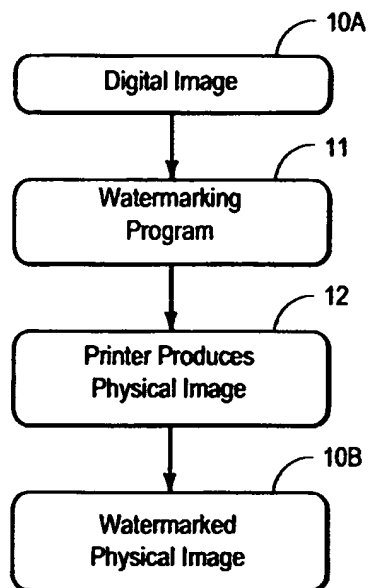 10A
Digital Image
11
Watermarking
Program
12
Printer Produces
Physical Image
10B
Watermarked
Physical Image